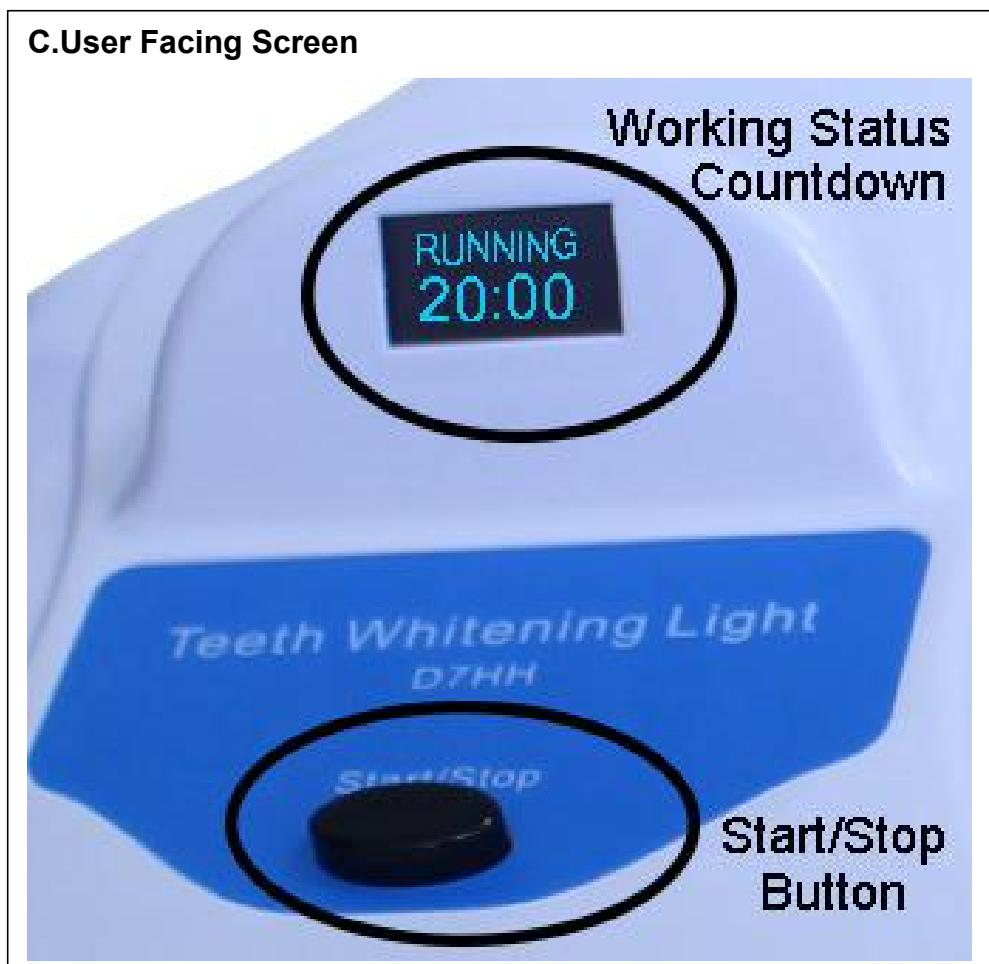 C.User Facing Screen
Working Status
Countdown
RUNNING
20:00
Teeth Whitening Light
D7HH
Start/Stop
Start/Stop
Button